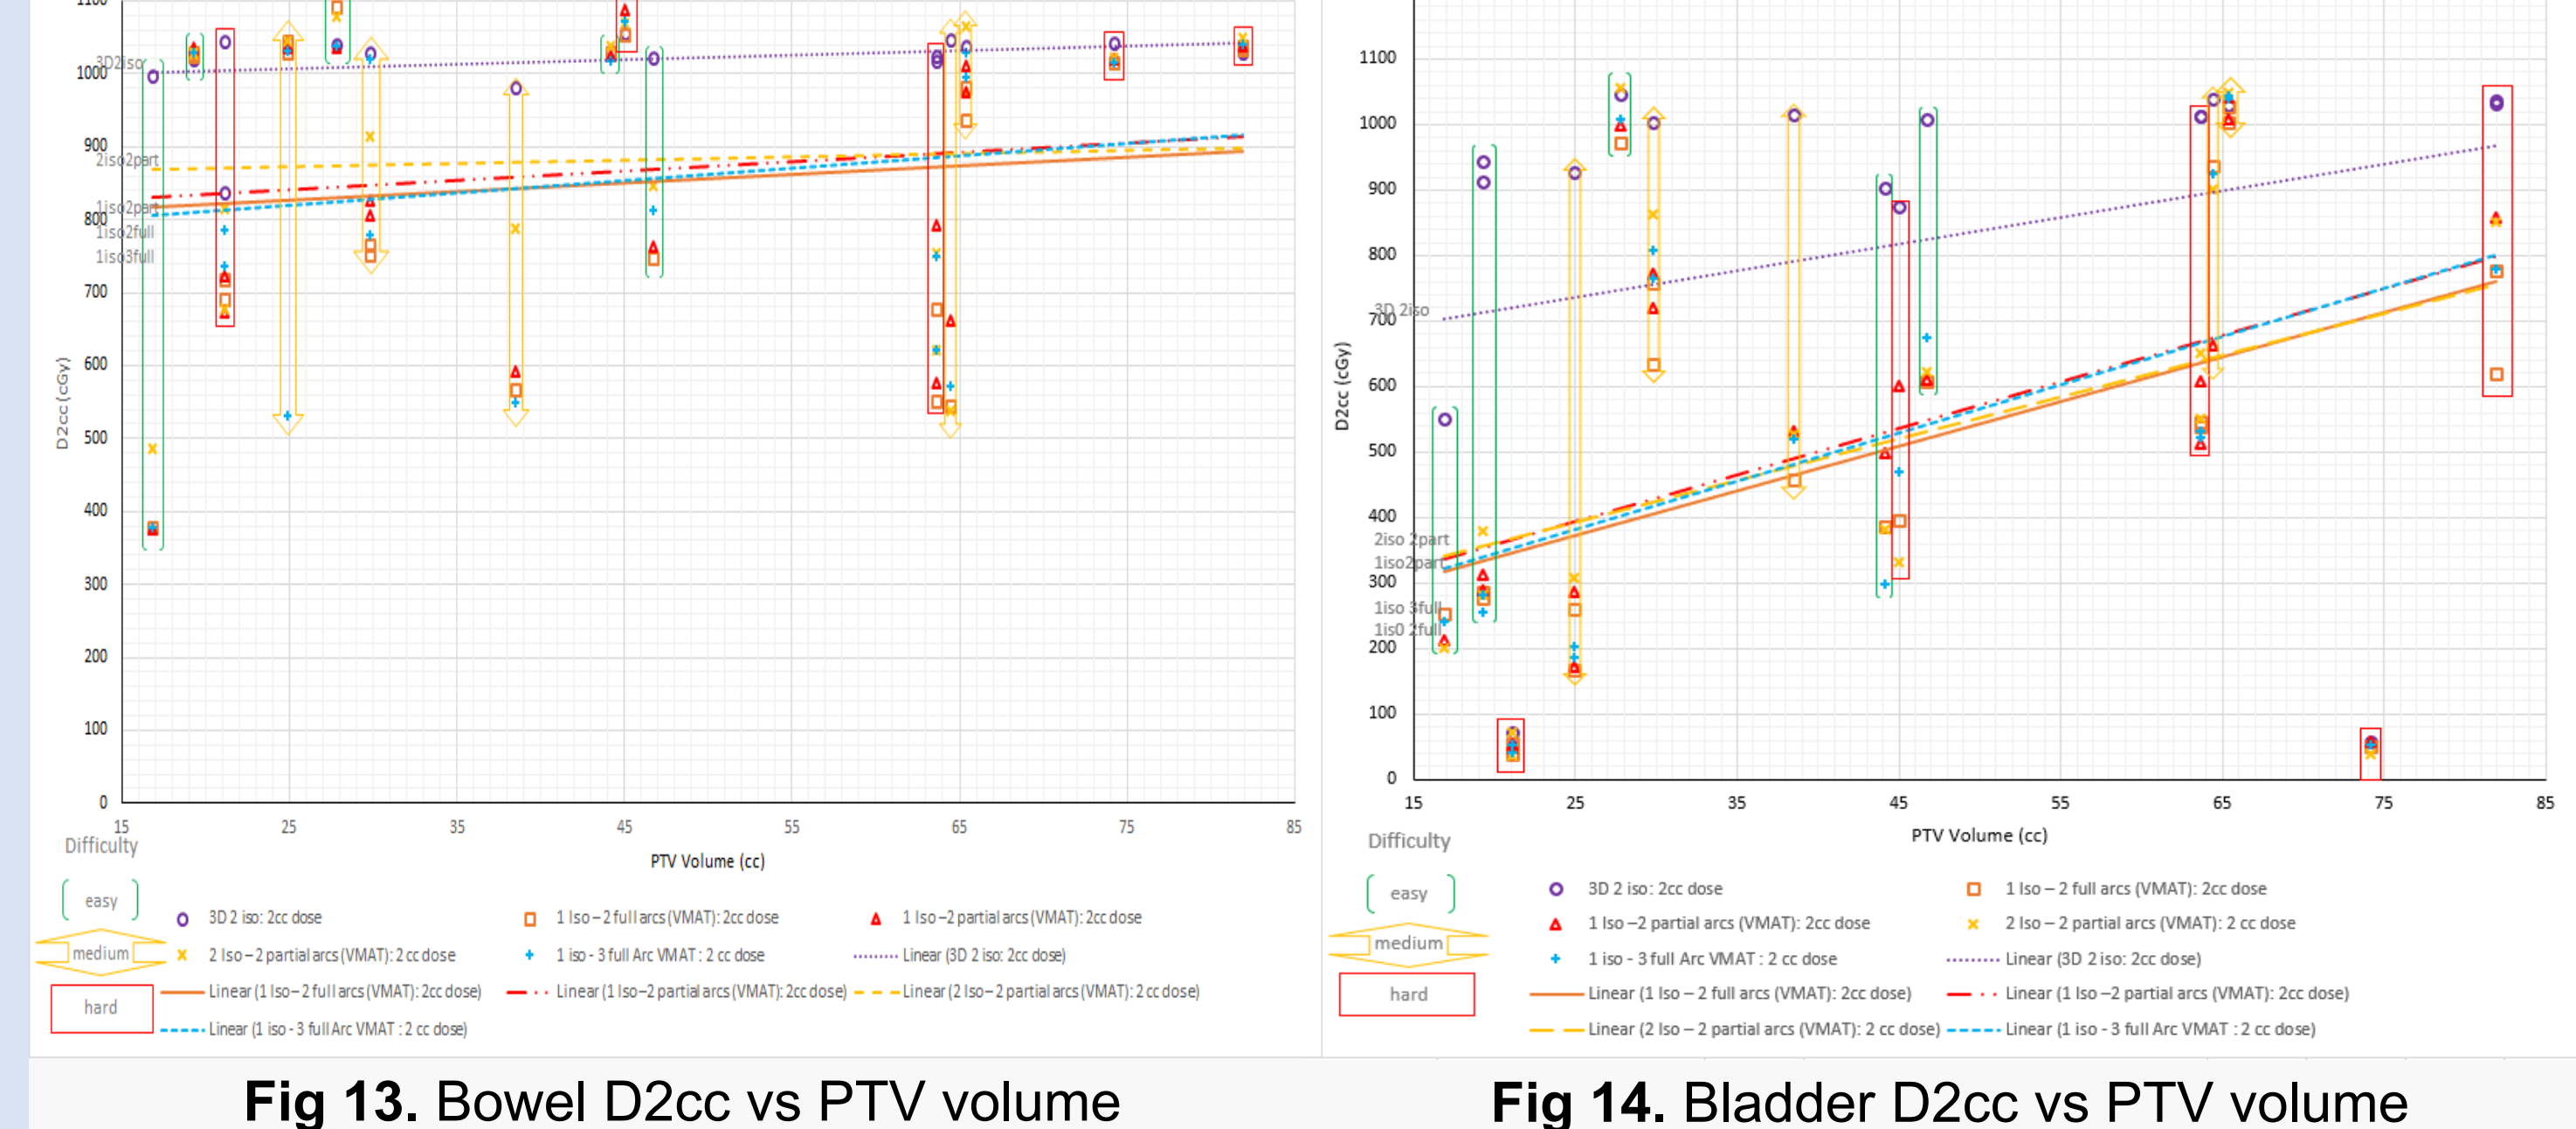 1100
3D2iso
1000
900
2iso2part
1iso2part
800
1iso2full
1iso3full
700
600
D2cc (cGy)
500
400
300
200
100
0
15 25 35 45 55 65 75 85
Difficulty
PTV Volume (cc)
easy
3D 2 iso: 2cc dose
1 Iso – 2 full arcs (VMAT): 2cc dose
1 Iso –2 partial arcs (VMAT): 2cc dose
medium
2 Iso – 2 partial arcs (VMAT): 2 cc dose
1 iso - 3 full Arc VMAT : 2 cc dose
Linear (3D 2 iso: 2cc dose)
hard
Linear (1 Iso – 2 full arcs (VMAT): 2cc dose)
Linear (1 Iso –2 partial arcs (VMAT): 2cc dose)
Linear (2 Iso – 2 partial arcs (VMAT): 2 cc dose)
Linear (1 iso - 3 full Arc VMAT : 2 cc dose)
Fig 13. Bowel D2cc vs PTV volume
1100
1000
900
800
3D 2iso
700
600
D2cc (cGy)
500
400
2iso 2part
1iso2part
300
1iso 3full
1is0 2full
200
100
0
15 25 35 45 55 65 75 85
PTV Volume (cc)
Difficulty
easy
3D 2 iso: 2cc dose
1 Iso – 2 full arcs (VMAT): 2cc dose
1 Iso –2 partial arcs (VMAT): 2cc dose
2 Iso – 2 partial arcs (VMAT): 2 cc dose
medium
1 iso - 3 full Arc VMAT : 2 cc dose
Linear (3D 2 iso: 2cc dose)
hard
Linear (1 Iso – 2 full arcs (VMAT): 2cc dose)
Linear (1 Iso –2 partial arcs (VMAT): 2cc dose)
Linear (2 Iso – 2 partial arcs (VMAT): 2 cc dose)
Linear (1 iso - 3 full Arc VMAT : 2 cc dose)
Fig 14. Bladder D2cc vs PTV volume